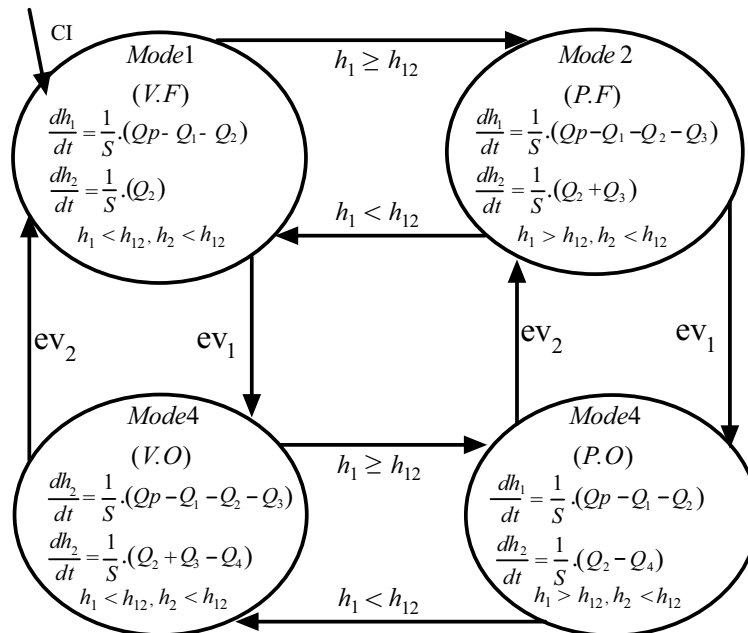 CI
Mode1
(V.F)
dh₁/dt = 1/S .(Qp - Q₁ - Q₂)
dh₂/dt = 1/S .(Q₂)
h₁ < h₁₂, h₂ < h₁₂
h₁ ≥ h₁₂
h₁ < h₁₂
Mode 2
(P.F)
dh₁/dt = 1/S .(Qp − Q₁ − Q₂ − Q₃)
dh₂/dt = 1/S .(Q₂ + Q₃)
h₁ > h₁₂, h₂ < h₁₂
ev₂
ev₁
ev₂
ev₁
Mode4
(V.O)
dh₂/dt = 1/S .(Qp − Q₁ − Q₂ − Q₃)
dh₂/dt = 1/S .(Q₂ + Q₃ − Q₄)
h₁ < h₁₂, h₂ < h₁₂
h₁ ≥ h₁₂
h₁ < h₁₂
Mode4
(P.O)
dh₁/dt = 1/S .(Qp − Q₁ − Q₂)
dh₂/dt = 1/S .(Q₂ − Q₄)
h₁ > h₁₂, h₂ < h₁₂